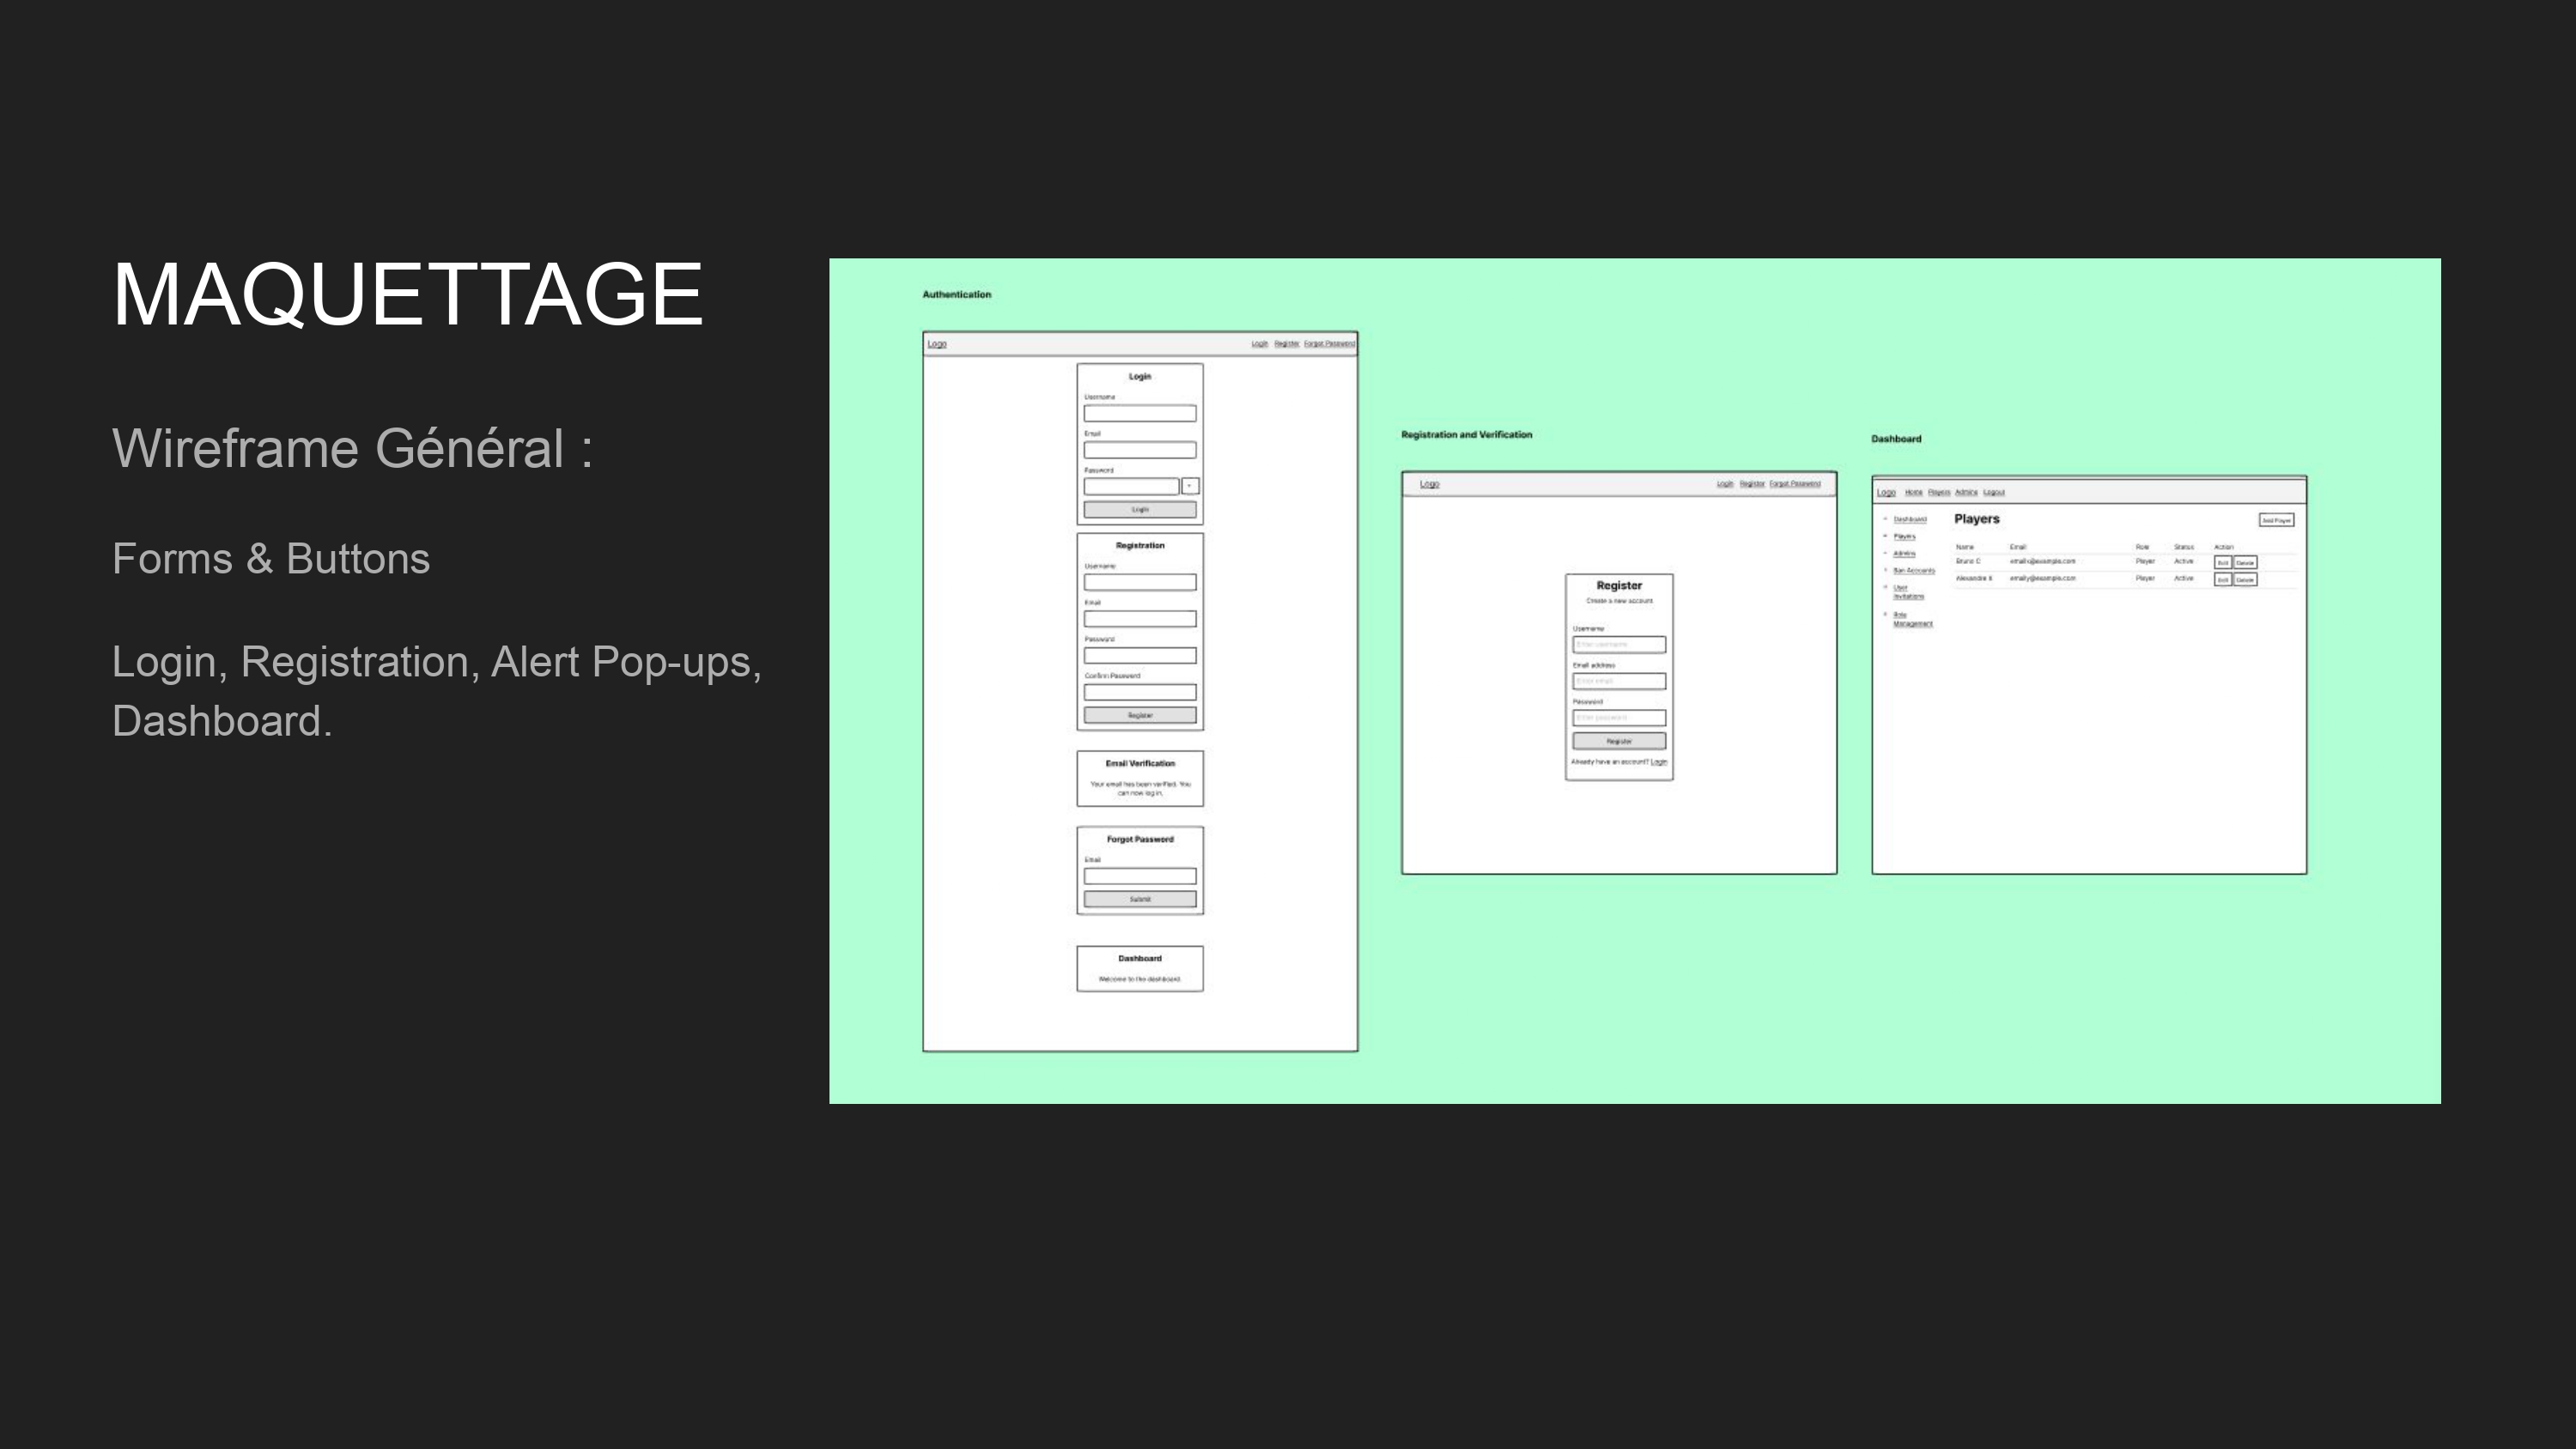 MAQUETTAGE
Wireframe Général :
Forms & Buttons
Login, Registration, Alert Pop-ups,
Dashboard.
Authentication
Logo
Login Register Forgot Password
Login
Username
Email
Password
Login
Registration
Username
Email
Password
Confirm Password
Register
Email Verification
Your email has been verified. You
can now log in.
Forgot Password
Email
Submit
Dashboard
Welcome to the dashboard.
Registration and Verification
Logo
Login Register Forgot Password
Register
Create a new account
Username
Enter username
Email address
Enter email
Password
Enter password
Register
Already have an account? Login
Dashboard
Logo Home Players Admins Logout
Dashboard
Players
Admins
Ban Accounts
User
Invitations
Role
Management
Players
Add Player
Name Email Role Status Action
Bruno C emailx@example.com Player Active Edit Delete
Alexandre K emaily@example.com Player Active Edit Delete